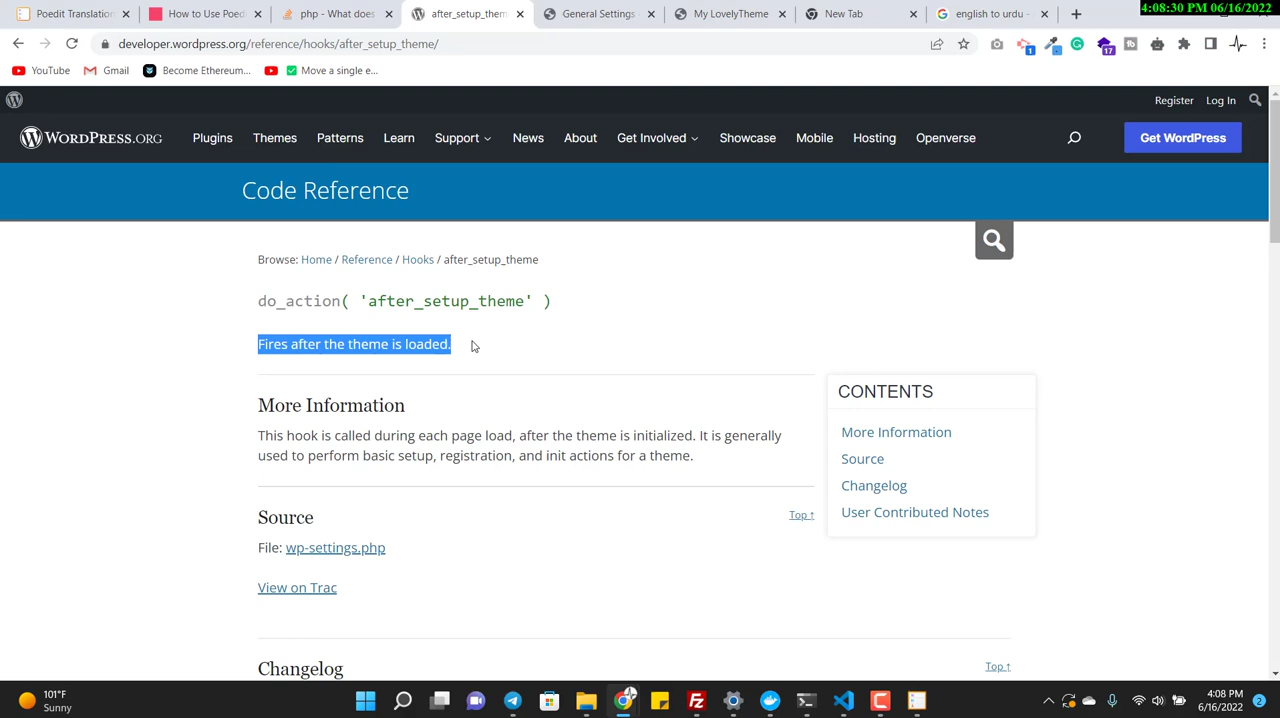 4:08:30 PM 06/16/2022
Poedit Translation
How to Use Poed
php - What does
after_setup_them
General Settings
My LovelyTheme
New Tab
english to urdu -
developer.wordpress.org/reference/hooks/after_setup_theme/
1
17
YouTube
Gmail
Become Ethereum...
Move a single e...
Register
Log In
WORDPRESS.ORG
Plugins
Themes
Patterns
Learn
Support
News
About
Get Involved
Showcase
Mobile
Hosting
Openverse
Get WordPress
Code Reference
Browse: Home / Reference / Hooks / after_setup_theme
do_action( 'after_setup_theme' )
Fires after the theme is loaded.
More Information
This hook is called during each page load, after the theme is initialized. It is generally
used to perform basic setup, registration, and init actions for a theme.
CONTENTS
More Information
Source
Changelog
User Contributed Notes
Source
Top ↑
File: wp-settings.php
View on Trac
Changelog
Top ↑
101°F
Sunny
4:08 PM
6/16/2022
2